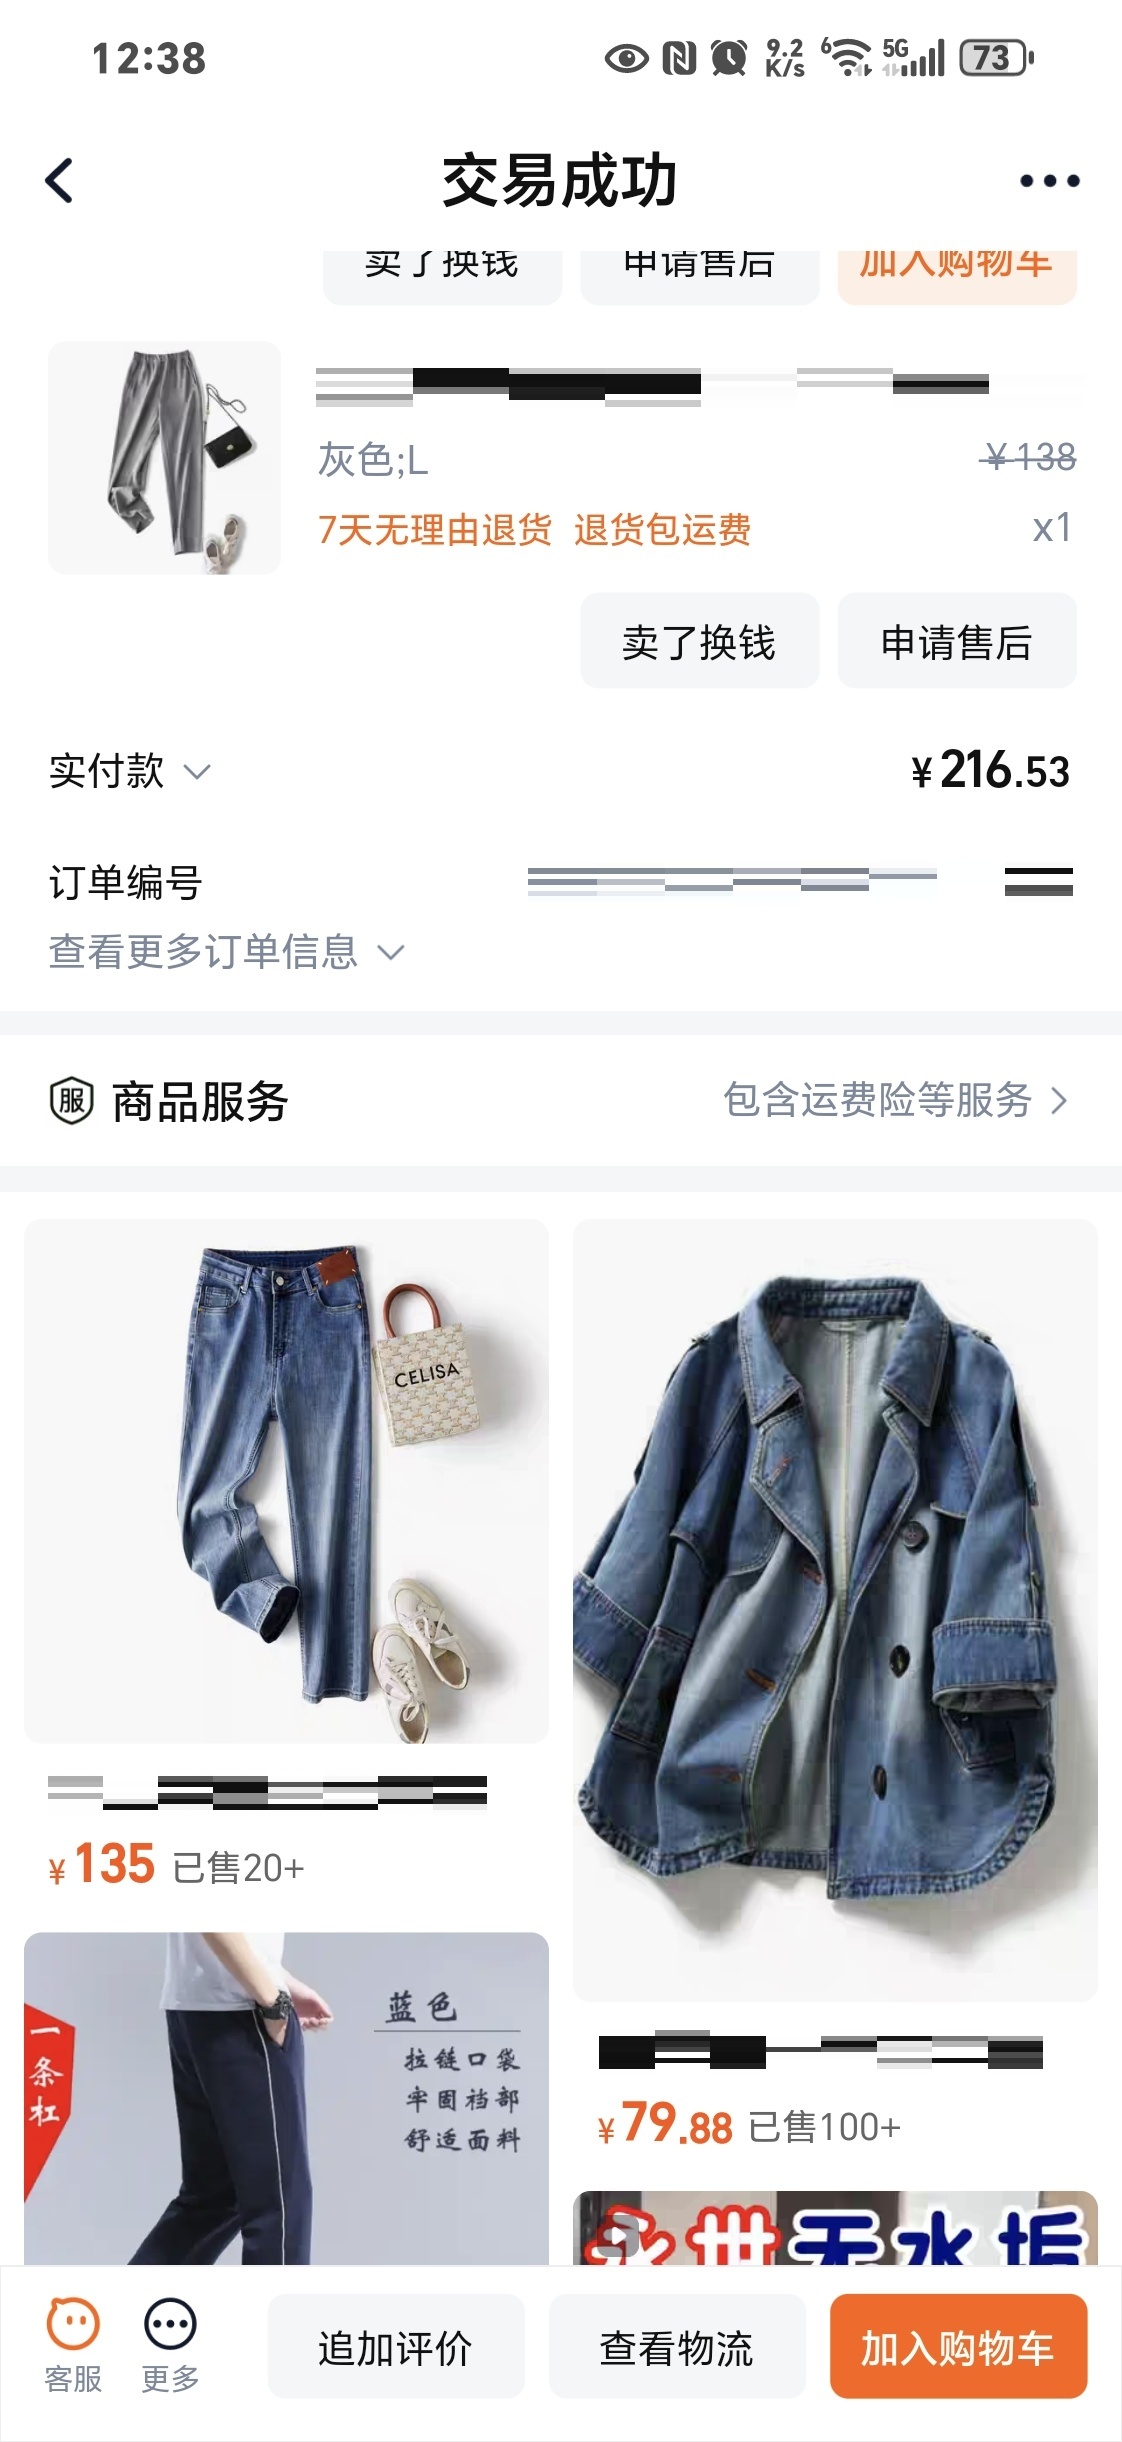 12:38
9.2 K/s
6
5G
73
交易成功
卖了换钱
申请售后
加入购物车
灰色;L
¥138
7天无理由退货 退货包运费
x1
卖了换钱
申请售后
实付款
¥216.53
订单编号
查看更多订单信息
服 商品服务
包含运费险等服务
CELISA
¥135 已售20+
一条杠
蓝色
拉链口袋
牢固裆部
舒适面料
¥79.88 已售100+
永世无水垢
客服
更多
追加评价
查看物流
加入购物车